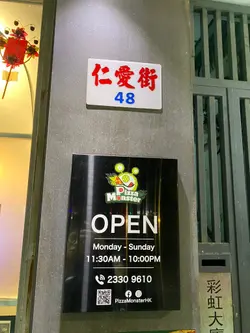 仁愛街
48
Pizza
Monster
OPEN
Monday - Sunday
11:30AM - 10:00PM
2330 9610
PizzaMonsterHK
彩虹大廈